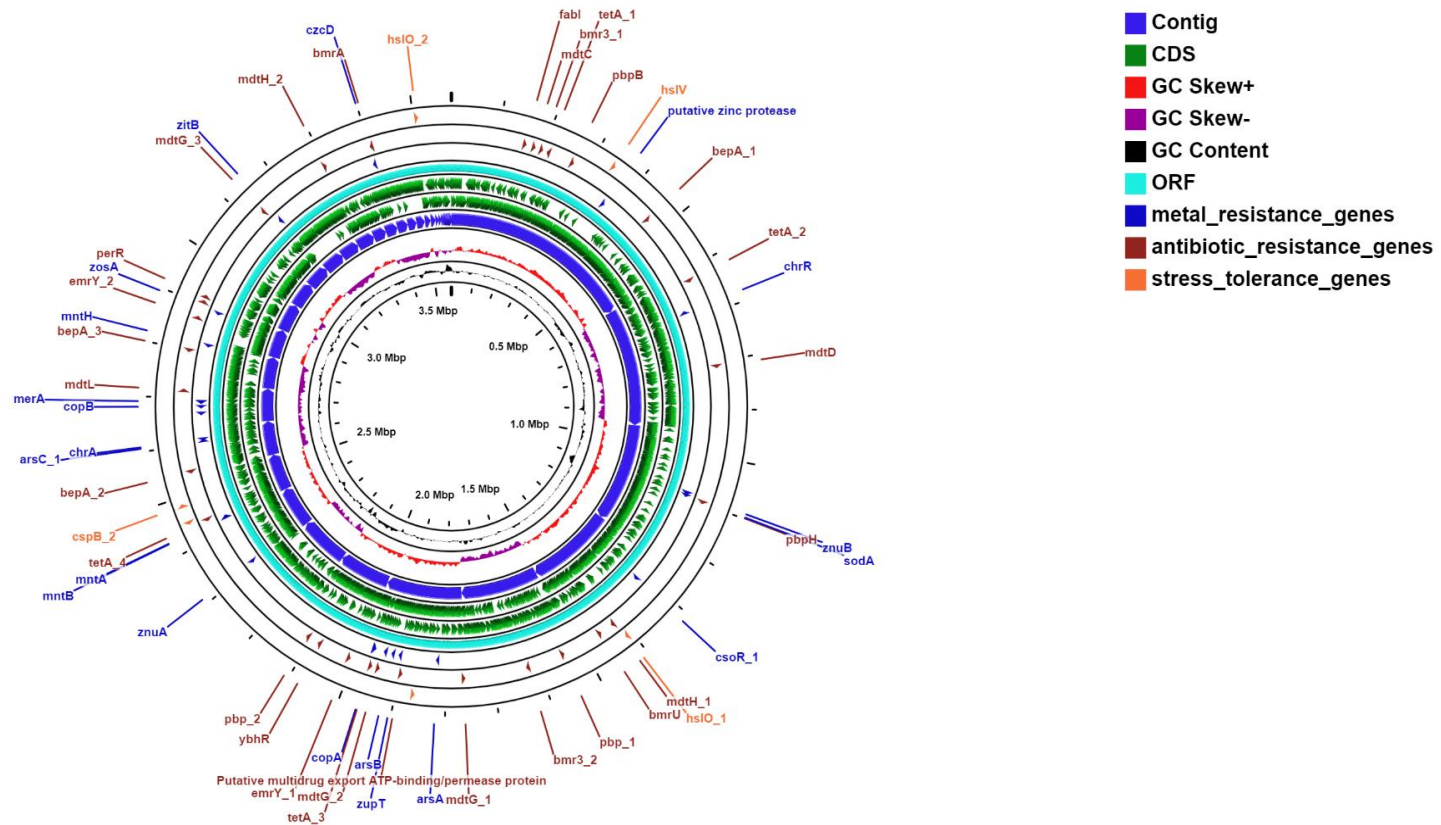 fabI
tetA_1
bmr3_1
mdtC
pbpB
hslV
putative zinc protease
bepA_1
tetA_2
chrR
mdtD
pbpH
znuB
sodA
csoR_1
mdtH_1
hslO_1
bmrU
pbp_1
bmr3_2
mdtG_1
arsA
Putative multidrug export ATP-binding/permease protein
zupT
arsB
mdtG_2
tetA_3
copA
emrY_1
ybhR
pbp_2
znuA
mntB
mntA
tetA_4
cspB_2
bepA_2
arsC_1
chrA
copB
merA
mdtL
bepA_3
mntH
emrY_2
zosA
perR
mdtG_3
zitB
mdtH_2
bmrA
czcD
hslO_2
3.5 Mbp
0.5 Mbp
1.0 Mbp
1.5 Mbp
2.0 Mbp
2.5 Mbp
3.0 Mbp
Contig
CDS
GC Skew+
GC Skew-
GC Content
ORF
metal_resistance_genes
antibiotic_resistance_genes
stress_tolerance_genes